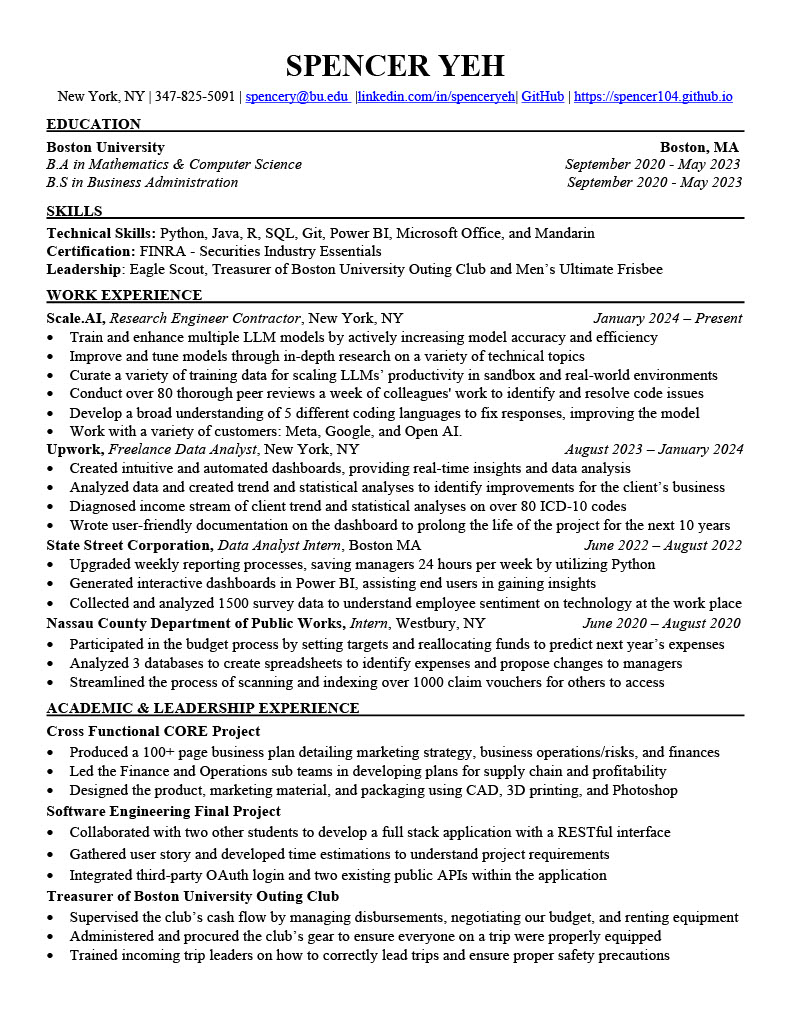 SPENCER YEH
New York, NY | 347-825-5091 | spencery@bu.edu |linkedin.com/in/spenceryeh| GitHub | https://spencer104.github.io
EDUCATION
Boston University Boston, MA
B.A in Mathematics & Computer Science September 2020 - May 2023
B.S in Business Administration September 2020 - May 2023
SKILLS
Technical Skills: Python, Java, R, SQL, Git, Power BI, Microsoft Office, and Mandarin
Certification: FINRA - Securities Industry Essentials
Leadership: Eagle Scout, Treasurer of Boston University Outing Club and Men's Ultimate Frisbee
WORK EXPERIENCE
Scale.AI, Research Engineer Contractor, New York, NY January 2024 – Present
• Train and enhance multiple LLM models by actively increasing model accuracy and efficiency
• Improve and tune models through in-depth research on a variety of technical topics
• Curate a variety of training data for scaling LLMs' productivity in sandbox and real-world environments
• Conduct over 80 thorough peer reviews a week of colleagues' work to identify and resolve code issues
• Develop a broad understanding of 5 different coding languages to fix responses, improving the model
• Work with a variety of customers: Meta, Google, and Open AI.
Upwork, Freelance Data Analyst, New York, NY August 2023 – January 2024
• Created intuitive and automated dashboards, providing real-time insights and data analysis
• Analyzed data and created trend and statistical analyses to identify improvements for the client's business
• Diagnosed income stream of client trend and statistical analyses on over 80 ICD-10 codes
• Wrote user-friendly documentation on the dashboard to prolong the life of the project for the next 10 years
State Street Corporation, Data Analyst Intern, Boston MA June 2022 – August 2022
• Upgraded weekly reporting processes, saving managers 24 hours per week by utilizing Python
• Generated interactive dashboards in Power BI, assisting end users in gaining insights
• Collected and analyzed 1500 survey data to understand employee sentiment on technology at the work place
Nassau County Department of Public Works, Intern, Westbury, NY June 2020 – August 2020
• Participated in the budget process by setting targets and reallocating funds to predict next year's expenses
• Analyzed 3 databases to create spreadsheets to identify expenses and propose changes to managers
• Streamlined the process of scanning and indexing over 1000 claim vouchers for others to access
ACADEMIC & LEADERSHIP EXPERIENCE
Cross Functional CORE Project
• Produced a 100+ page business plan detailing marketing strategy, business operations/risks, and finances
• Led the Finance and Operations sub teams in developing plans for supply chain and profitability
• Designed the product, marketing material, and packaging using CAD, 3D printing, and Photoshop
Software Engineering Final Project
• Collaborated with two other students to develop a full stack application with a RESTful interface
• Gathered user story and developed time estimations to understand project requirements
• Integrated third-party OAuth login and two existing public APIs within the application
Treasurer of Boston University Outing Club
• Supervised the club's cash flow by managing disbursements, negotiating our budget, and renting equipment
• Administered and procured the club's gear to ensure everyone on a trip were properly equipped
• Trained incoming trip leaders on how to correctly lead trips and ensure proper safety precautions